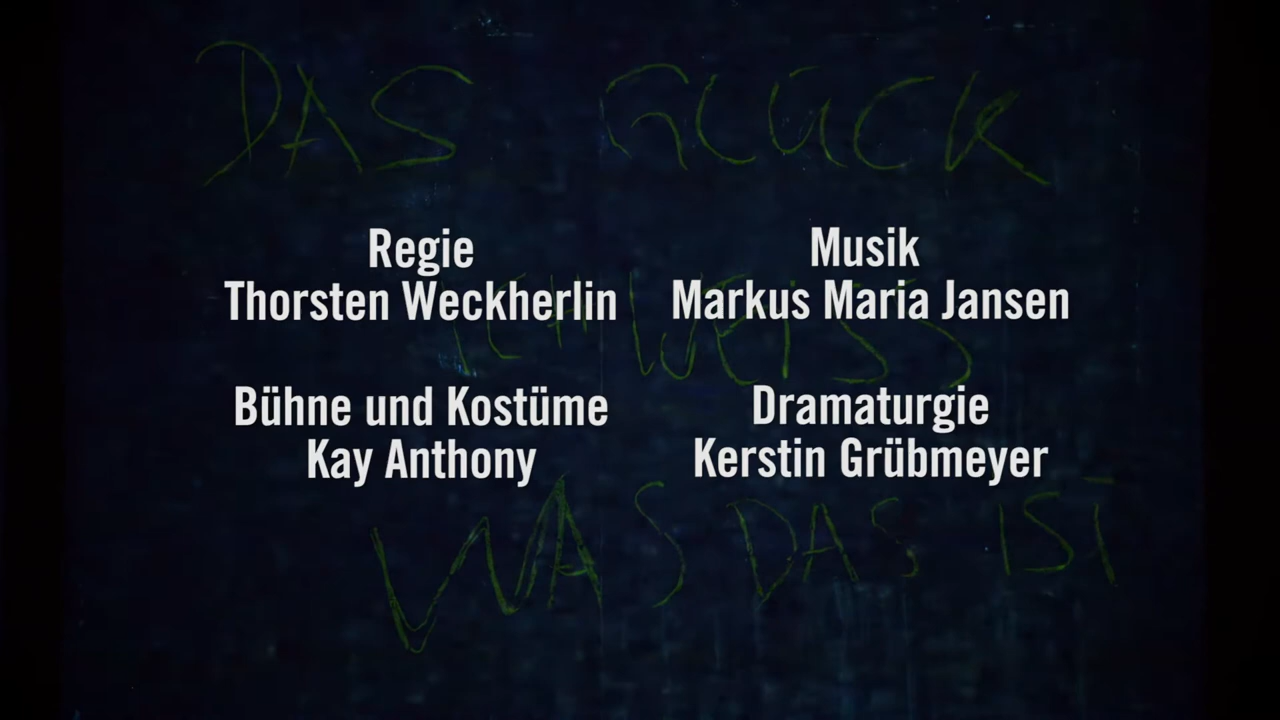 DAS GLÜCK
Regie
Thorsten Weckherlin
Musik
Markus Maria Jansen
ICH WEISS
Bühne und Kostüme
Kay Anthony
Dramaturgie
Kerstin Grübmeyer
WAS DAS IST